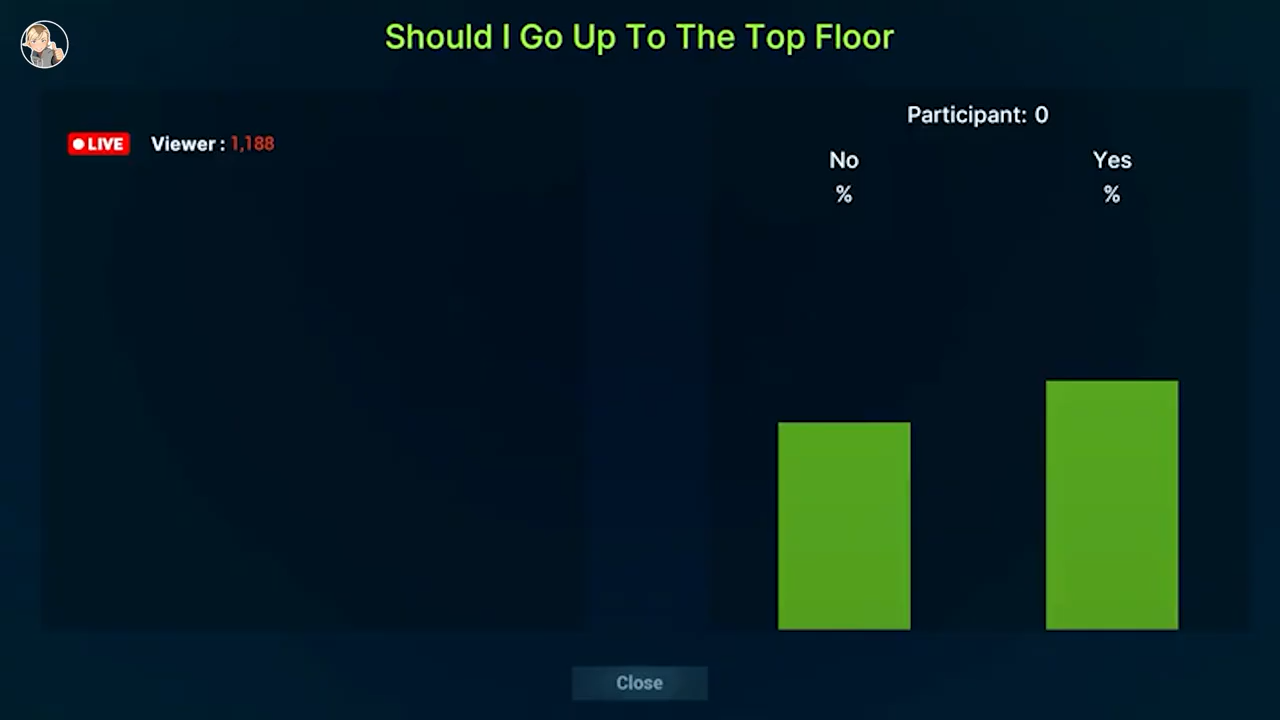 Should I Go Up To The Top Floor
LIVE Viewer : 1,188
Participant: 0
No Yes
% %
Close